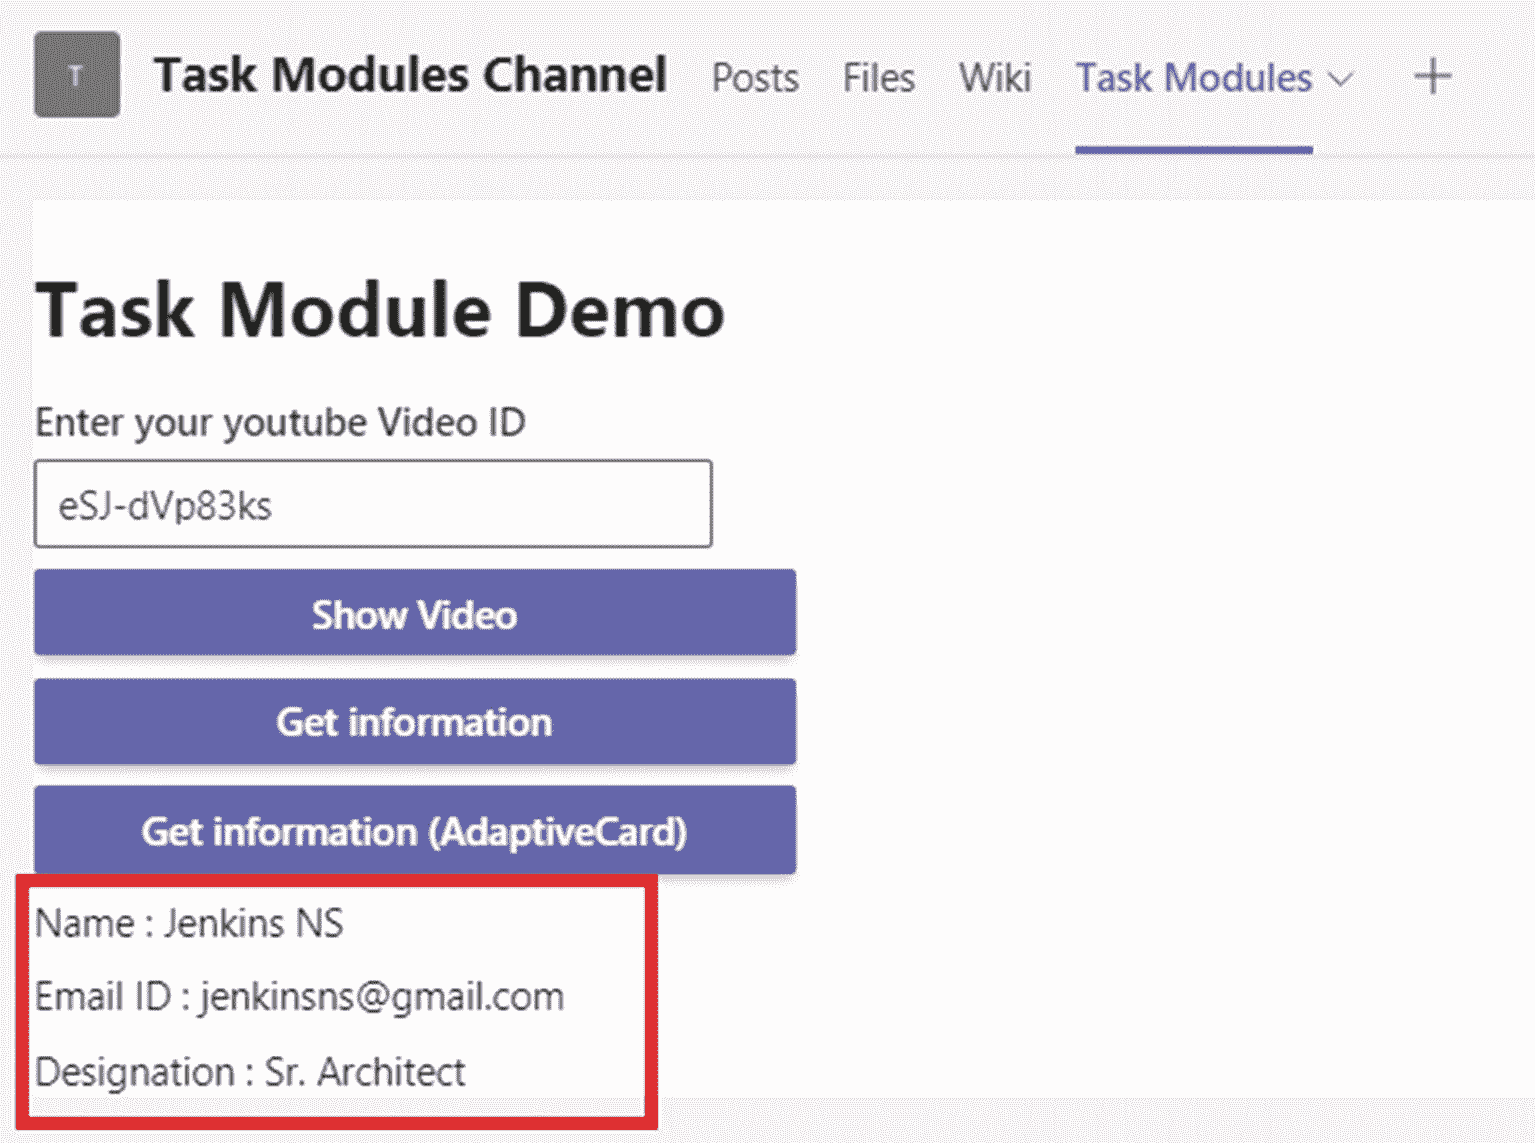 T Task Modules Channel Posts Files Wiki Task Modules
Task Module Demo
Enter your youtube Video ID
eSJ-dVp83ks
Show Video
Get information
Get information (AdaptiveCard)
Name : Jenkins NS
Email ID : jenkinsns@gmail.com
Designation : Sr. Architect